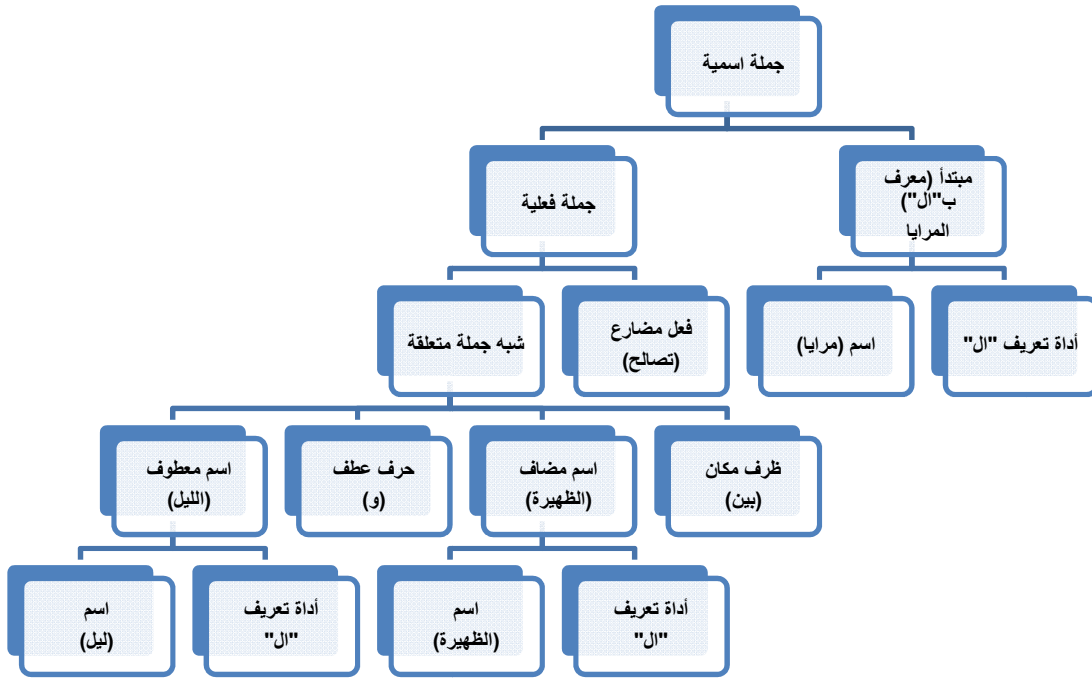 جملة اسمية
مبتدأ (معرف
ب"ال")
المرايا
جملة فعلية
أداة تعريف "ال"
اسم (مرايا)
فعل مضارع
(تصالح)
شبه جملة متعلقة
ظرف مكان
(بين)
اسم مضاف
(الظهيرة)
حرف عطف
(و)
اسم معطوف
(الليل)
أداة تعريف
"ال"
اسم
(الظهيرة)
أداة تعريف
"ال"
اسم
(ليل)